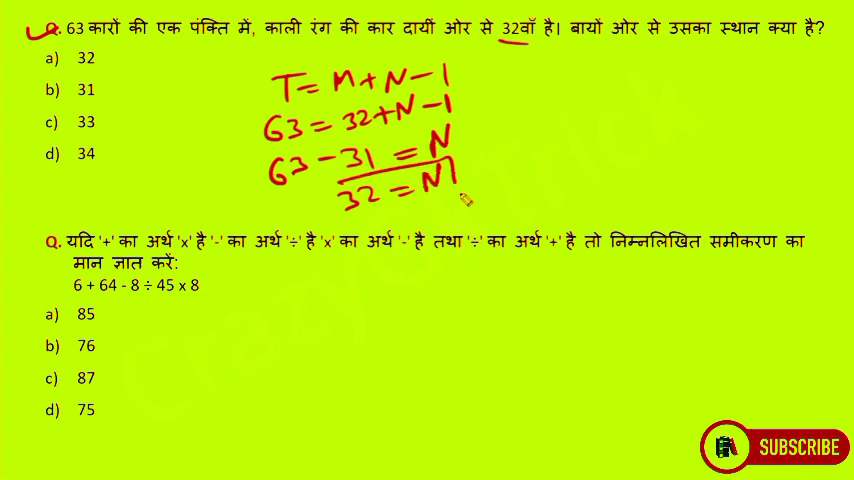 Q. 63 कारों की एक पंक्ति में, काली रंग की कार दायीं ओर से 32वाँ है। बायों ओर से उसका स्थान क्या है?
a) 32
b) 31
c) 33
d) 34
T = M + N - 1
63 = 32 + N - 1
63 - 31 = N
32 = N
Q. यदि '+' का अर्थ 'x' है '-' का अर्थ '÷' है 'x' का अर्थ '-' है तथा '÷' का अर्थ '+' है तो निम्नलिखित समीकरण का
मान ज्ञात करें:
6 + 64 - 8 ÷ 45 x 8
a) 85
b) 76
c) 87
d) 75
SUBSCRIBE